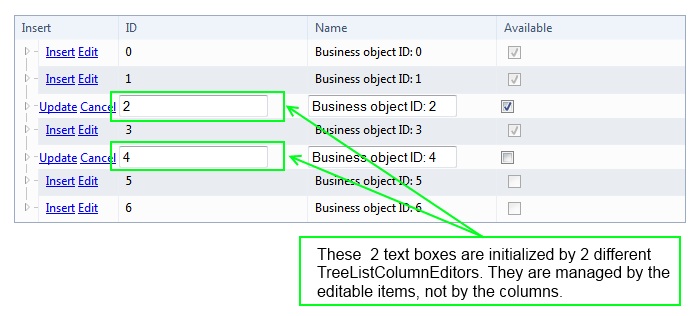 Insert ID Name Available
Insert Edit 0 Business object ID: 0
Insert Edit 1 Business object ID: 1
Update Cancel 2 Business object ID: 2
Insert Edit 3 Business object ID: 3
Update Cancel 4 Business object ID: 4
Insert Edit 5 Business object ID: 5
Insert Edit 6 Business object ID: 6
These 2 text boxes are initialized by 2 different
TreeListColumnEditors. They are managed by the
editable items, not by the columns.